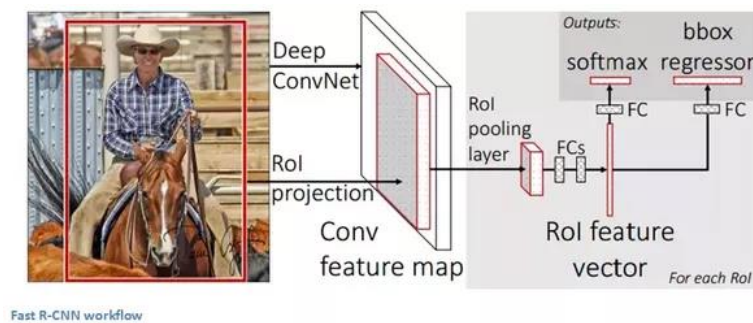 Deep
ConvNet
RoI
projection
Conv
feature map
RoI
pooling
layer
FCs
RoI feature
vector
Outputs:
softmax
bbox
regressor
FC
FC
For each RoI
Fast R-CNN workflow